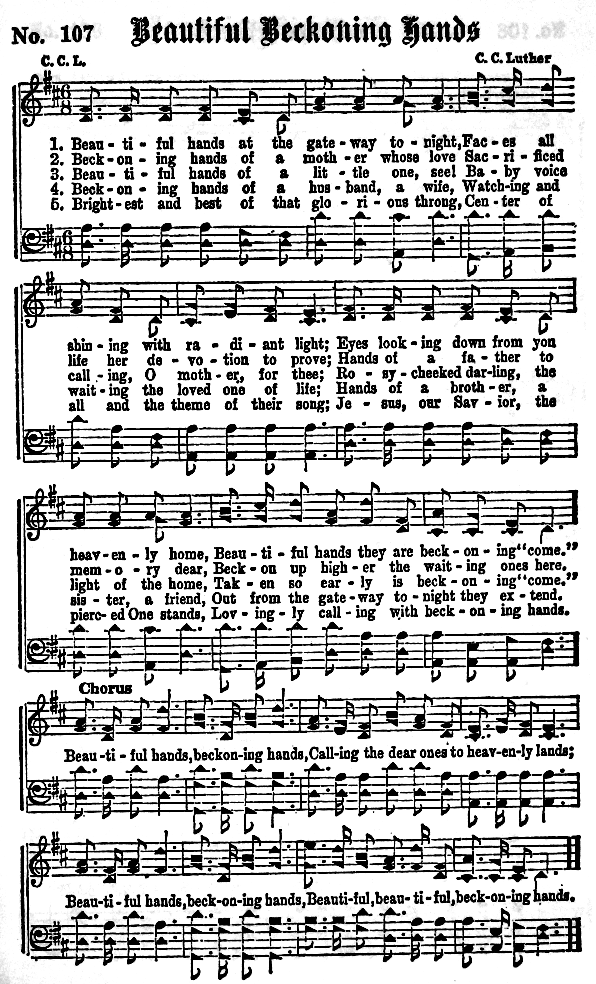 No. 107 Beautiful Beckoning Hands
C. C. L. C. C. Luther
1. Beau - ti - ful hands at the gate - way to - night, Fac - es all
2. Beck - on - ing hands of a moth - er whose love Sac - ri - ficed
3. Beau - ti - ful hands of a lit - tle one, see! Ba - by voice
4. Beck - on - ing hands of a hus - band, a wife, Watch - ing and
5. Bright - est and best of that glo - ri - ous throng, Cen - ter of
shin - ing with ra - di - ant light; Eyes look - ing down from yon
life her de - vo - tion to prove; Hands of a fa - ther to
call - ing, O moth - er, for thee; Ro - sy - cheeked dar - ling, the
wait - ing the loved one of life; Hands of a broth - er, a
all and the theme of their song; Je - sus, our Sav - ior, the
heav - en - ly home, Beau - ti - ful hands they are beck - on - ing "come."
mem - o - ry dear, Beck - on up high - er the wait - ing ones here.
light of the home, Tak - en so ear - ly is beck - on - ing "come."
sis - ter, a friend, Out from the gate - way to - night they ex - tend.
pierc - ed One stands, Lov - ing - ly call - ing with beck - on - ing hands.
Chorus
Beau - ti - ful hands, beckon - ing hands, Call - ing the dear ones to heav - en - ly lands;
Beau - ti - ful hands, beck - on - ing hands, Beauti - ful, beau - ti - ful, beck - on - ing hands.